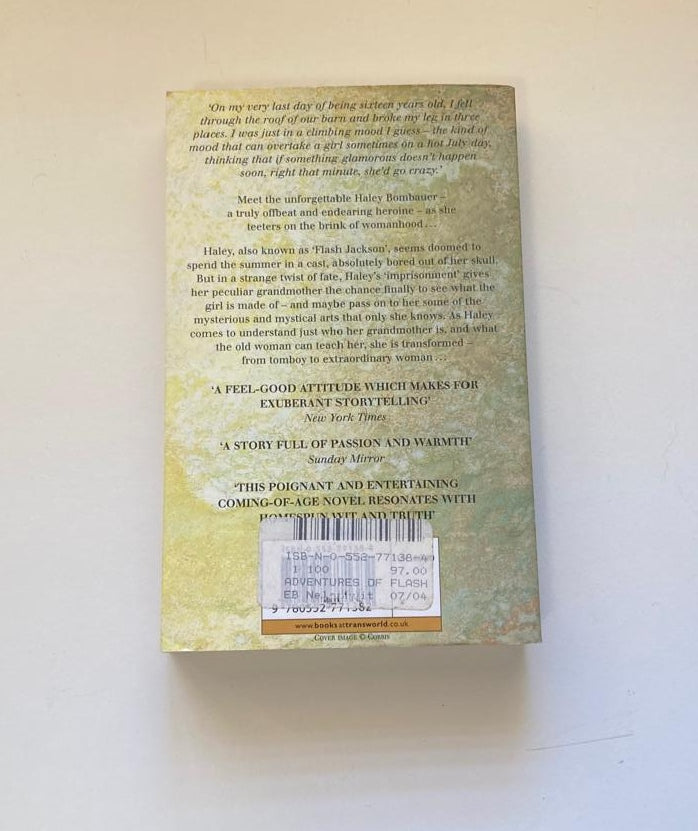 'On my very last day of being sixteen years old, I fell
through the roof of our barn and broke my leg in three
places. I was just in a climbing mood I guess – the kind of
mood that can overtake a girl sometimes on a hot July day,
thinking that if something glamorous doesn't happen
soon, right that minute, she'd go crazy.'
Meet the unforgettable Haley Bombauer –
a truly offbeat and endearing heroine – as she
teeters on the brink of womanhood...
Haley, also known as 'Flash Jackson', seems doomed to
spend the summer in a cast, absolutely bored out of her skull.
But in a strange twist of fate, Haley's 'imprisonment' gives
her peculiar grandmother the chance finally to see what the
girl is made of – and maybe pass on to her some of the
mysterious and mystical arts that only she knows. As Haley
comes to understand just who her grandmother is, and what
the old woman can teach her, she is transformed –
from tomboy to extraordinary woman...
'A FEEL-GOOD ATTITUDE WHICH MAKES FOR
EXUBERANT STORYTELLING'
New York Times
'A STORY FULL OF PASSION AND WARMTH'
Sunday Mirror
'THIS POIGNANT AND ENTERTAINING
COMING-OF-AGE NOVEL RESONATES WITH
HOMESPUN WIT AND TRUTH'
ISB-N-0-552-77138-
1 100 97.00
ADVENTURES OF FLASH
EB 07/04
9 780552 771382
www.booksattransworld.co.uk
COVER IMAGE © CORBIS